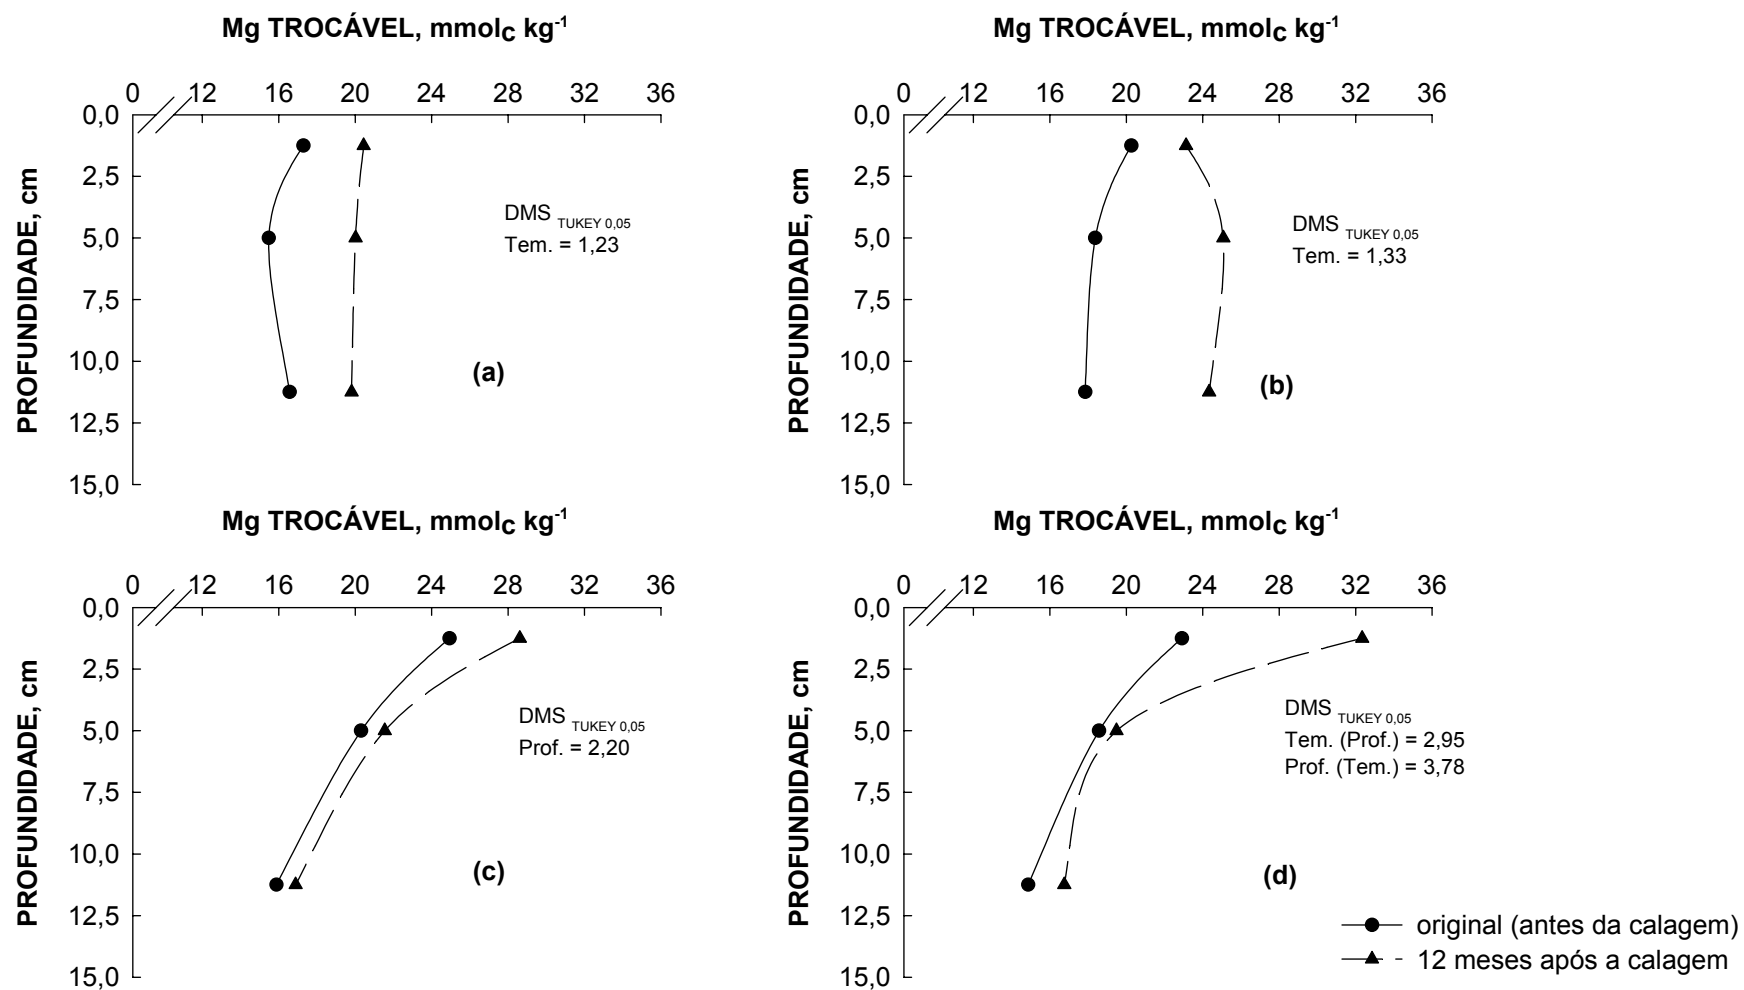 Mg TROCÁVEL, mmolc kg-1
0 12 16 20 24 28 32 36
PROFUNDIDADE, cm
0,0
2,5
5,0
7,5
10,0
12,5
15,0
DMS TUKEY 0,05
Tem. = 1,23
(a)
Mg TROCÁVEL, mmolc kg-1
0 12 16 20 24 28 32 36
PROFUNDIDADE, cm
0,0
2,5
5,0
7,5
10,0
12,5
15,0
DMS TUKEY 0,05
Tem. = 1,33
(b)
Mg TROCÁVEL, mmolc kg-1
0 12 16 20 24 28 32 36
PROFUNDIDADE, cm
0,0
2,5
5,0
7,5
10,0
12,5
15,0
DMS TUKEY 0,05
Prof. = 2,20
(c)
Mg TROCÁVEL, mmolc kg-1
0 12 16 20 24 28 32 36
PROFUNDIDADE, cm
0,0
2,5
5,0
7,5
10,0
12,5
15,0
DMS TUKEY 0,05
Tem. (Prof.) = 2,95
Prof. (Tem.) = 3,78
(d)
original (antes da calagem)
12 meses após a calagem